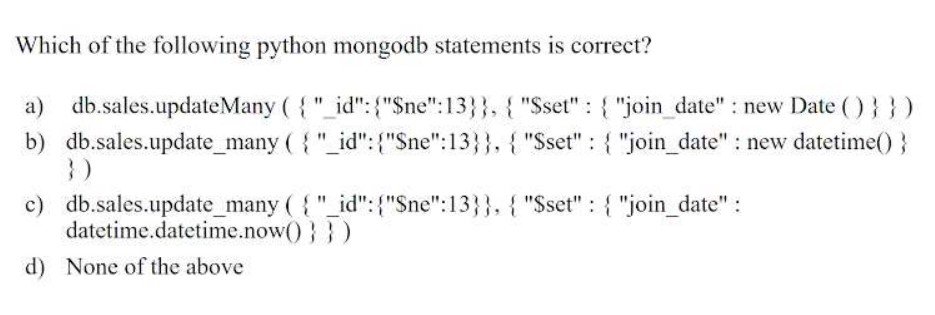 Which of the following python mongodb statements is correct?
a) db.sales.updateMany ( { "_id":{"$ne":13}}, { "$set" : { "join_date" : new Date ( ) } } )
b) db.sales.update_many ( { "_id":{"$ne":13}}, { "$set" : { "join_date" : new datetime() }
} )
c) db.sales.update_many ( { "_id":{"$ne":13}}, { "$set" : { "join_date" :
datetime.datetime.now() } } )
d) None of the above